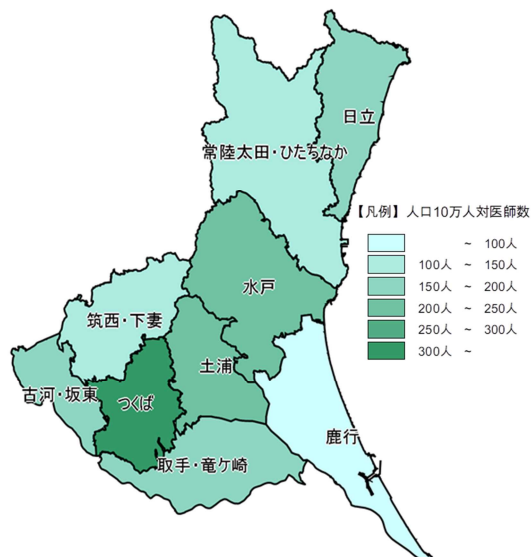 日立
常陸太田・ひたちなか
【凡例】人口10万人対医師数
～ 100人
100人 ～ 150人
150人 ～ 200人
200人 ～ 250人
250人 ～ 300人
300人 ～
水戸
筑西・下妻
土浦
古河・坂東
つくば
鹿行
取手・竜ケ崎